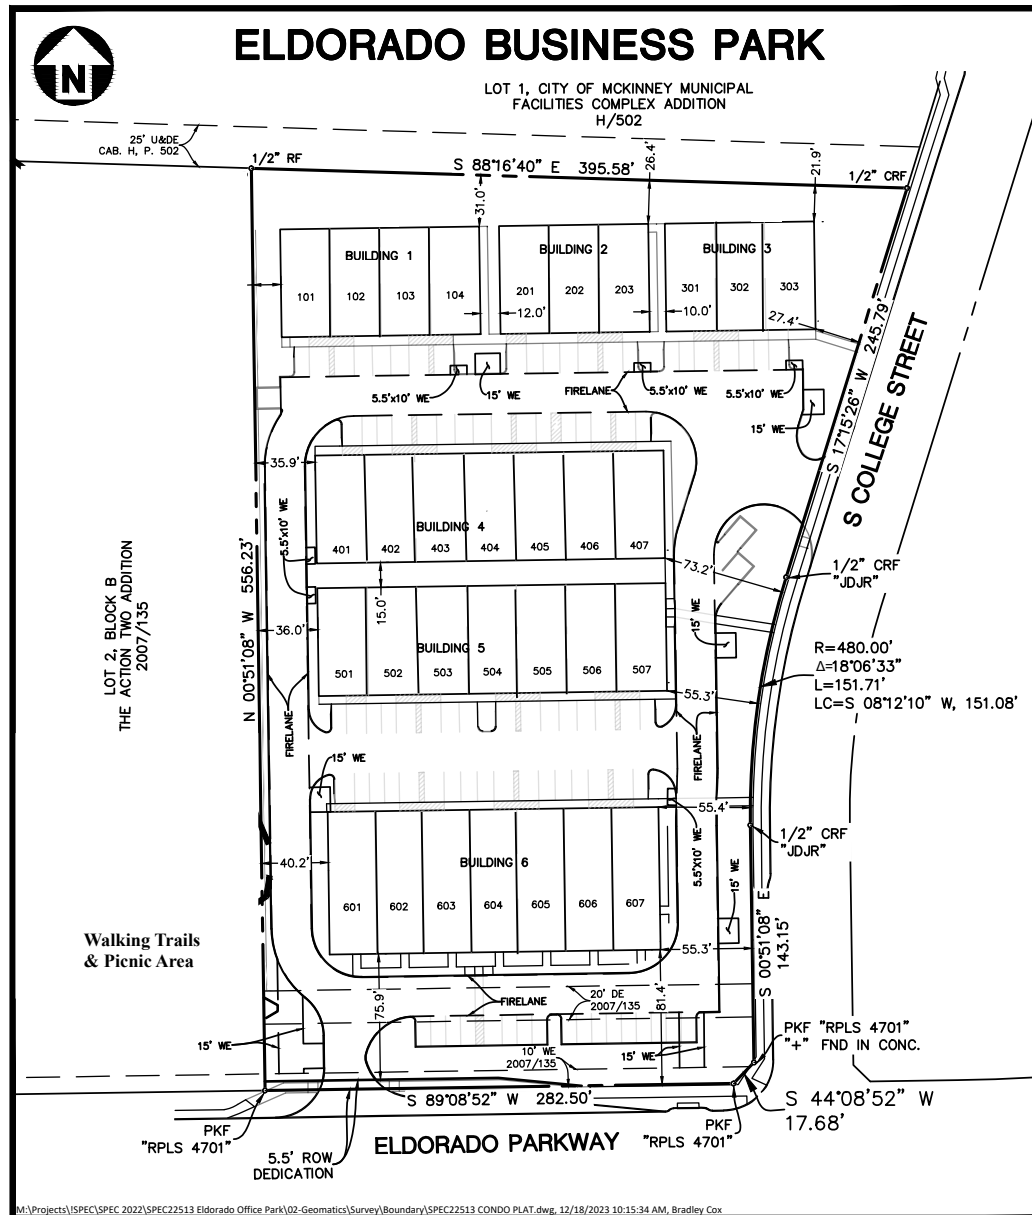 ELDORADO BUSINESS PARK
N
LOT 1, CITY OF MCKINNEY MUNICIPAL
FACILITIES COMPLEX ADDITION
H/502
25' U&DE
CAB. H, P. 502
1/2" RF
S 88°16'40" E 395.58'
26.4'
21.9'
1/2" CRF
31.0'
BUILDING 1
BUILDING 2
BUILDING 3
101
102
103
104
201
202
203
301
302
303
12.0'
10.0'
27.4'
S 17°15'26" W 245.79'
S COLLEGE STREET
5.5'x10' WE
15' WE
FIRELANE
5.5'x10' WE
5.5'x10' WE
15' WE
35.9'
5.5'x10' WE
BUILDING 4
401
402
403
404
405
406
407
73.2'
1/2" CRF
"JDJR"
LOT 2, BLOCK B
THE ACTION TWO ADDITION
2007/135
N 00°51'08" W 556.23'
15.0'
36.0'
15' WE
BUILDING 5
501
502
503
504
505
506
507
R=480.00'
Δ=18°06'33"
L=151.71'
LC=S 08°12'10" W, 151.08'
55.3'
FIRELANE
FIRELANE
15' WE
55.4'
1/2" CRF
"JDJR"
5.5'X10' WE
15' WE
40.2'
BUILDING 6
601
602
603
604
605
606
607
S 00°51'08" E
143.15'
Walking Trails
& Picnic Area
55.3'
75.9'
81.4'
FIRELANE
20' DE
2007/135
15' WE
10' WE
2007/135
15' WE
PKF "RPLS 4701"
"+" FND IN CONC.
S 89°08'52" W 282.50'
S 44°08'52" W
17.68'
PKF
"RPLS 4701"
PKF
"RPLS 4701"
5.5' ROW
DEDICATION
ELDORADO PARKWAY
M:\Projects\!SPEC\SPEC 2022\SPEC22513 Eldorado Office Park\02-Geomatics\Survey\Boundary\SPEC22513 CONDO PLAT.dwg, 12/18/2023 10:15:34 AM, Bradley Cox